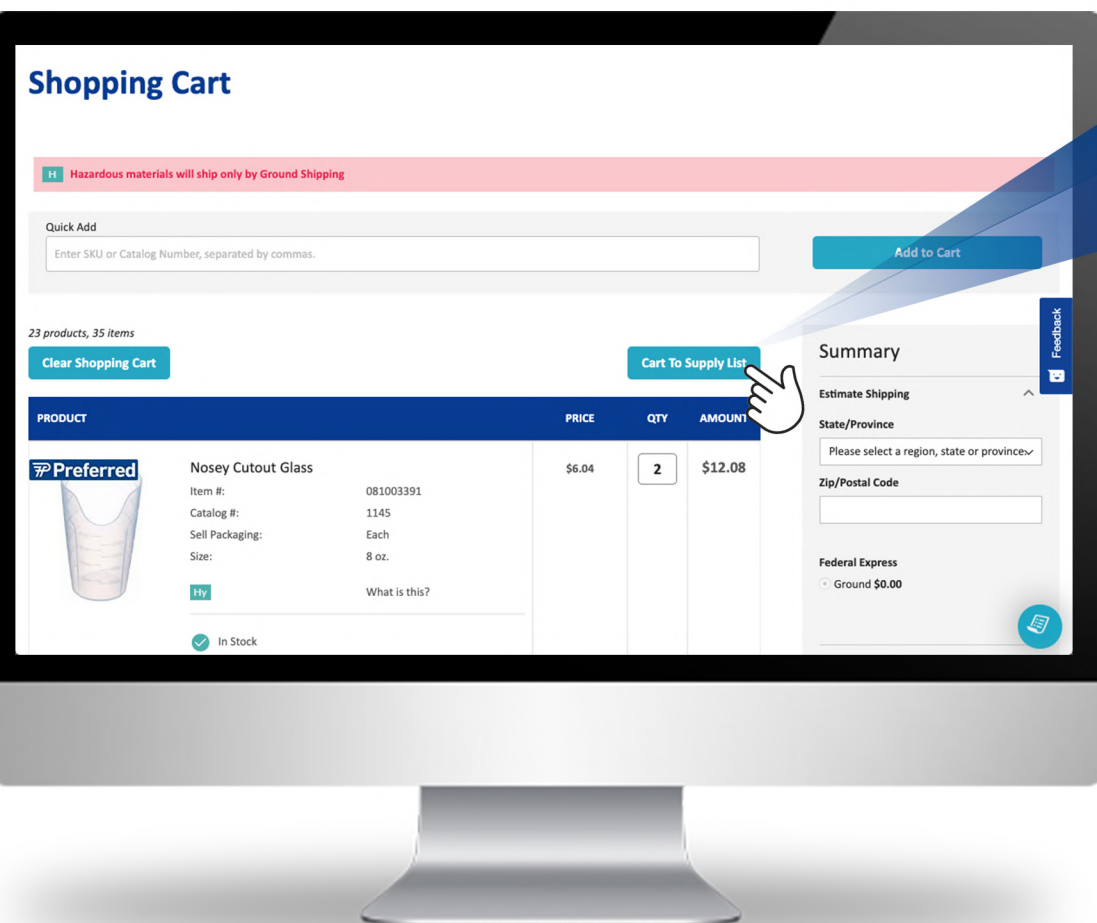 Shopping Cart
H Hazardous materials will ship only by Ground Shipping
Quick Add
Enter SKU or Catalog Number, separated by commas.
Add to Cart
23 products, 35 items
Clear Shopping Cart
Cart To Supply List
PRODUCT PRICE QTY AMOUNT
Preferred
Nosey Cutout Glass $6.04 2 $12.08
Item #: 081003391
Catalog #: 1145
Sell Packaging: Each
Size: 8 oz.
Hy What is this?
In Stock
Summary
Estimate Shipping
State/Province
Please select a region, state or province
Zip/Postal Code
Federal Express
Ground $0.00
Feedback